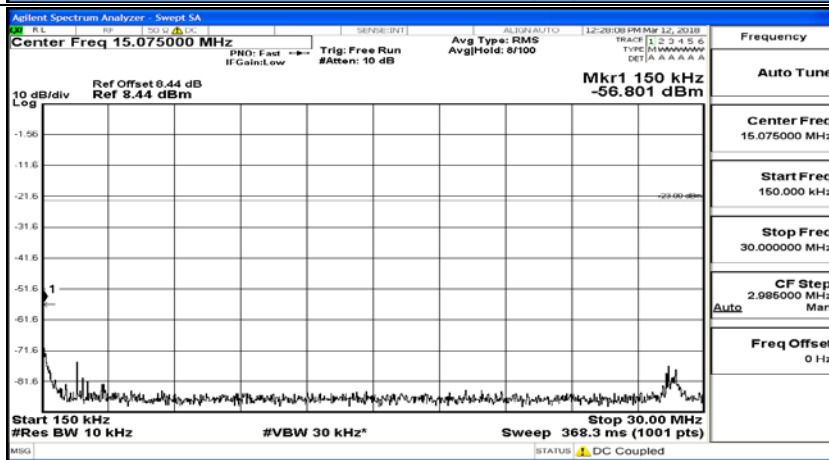 Agilent Spectrum Analyzer - Swept SA
RL RF 50 Ω DC SENSE:INT ALIGN AUTO 12:28:08 PM Mar 12, 2018
Center Freq 15.075000 MHz
PNO: Fast
IFGain:Low
Trig: Free Run
#Atten: 10 dB
Avg Type: RMS
Avg|Hold: 8/100
TRACE 1 2 3 4 5 6
TYPE M WWWWW
DET A A A A A A
Ref Offset 8.44 dB
10 dB/div Ref 8.44 dBm
Log
Mkr1 150 kHz
-56.801 dBm
-1.56
-11.6
-21.6
-23.00 dBm
-31.6
-41.6
-51.6
1
-61.6
-71.6
-81.6
Start 150 kHz
Stop 30.00 MHz
#Res BW 10 kHz #VBW 30 kHz* Sweep 368.3 ms (1001 pts)
MSG STATUS DC Coupled
Frequency
Auto Tune
Center Freq
15.075000 MHz
Start Freq
150.000 kHz
Stop Freq
30.000000 MHz
CF Step
2.985000 MHz
Auto Man
Freq Offset
0 Hz